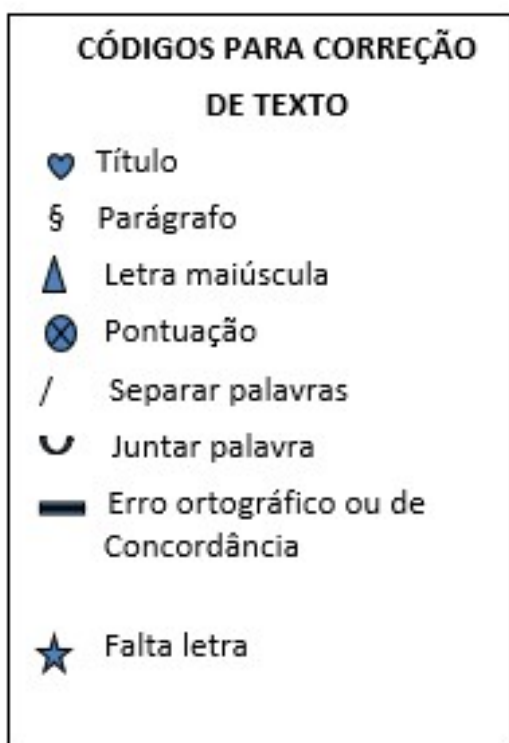 CÓDIGOS PARA CORREÇÃO
DE TEXTO
Título
§ Parágrafo
Letra maiúscula
Pontuação
/ Separar palavras
Juntar palavra
Erro ortográfico ou de
Concordância
Falta letra